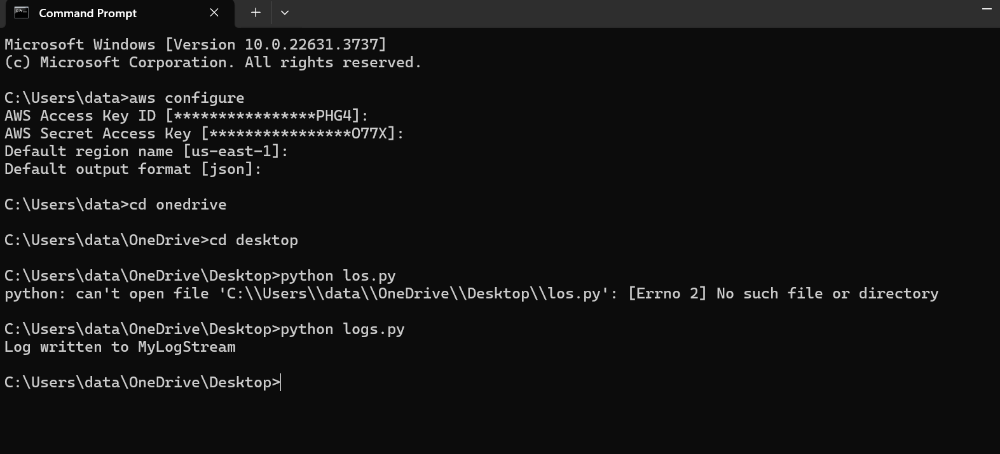 Command Prompt
Microsoft Windows [Version 10.0.22631.3737]
(c) Microsoft Corporation. All rights reserved.
C:\Users\data>aws configure
AWS Access Key ID [****************PHG4]:
AWS Secret Access Key [****************O77X]:
Default region name [us-east-1]:
Default output format [json]:
C:\Users\data>cd onedrive
C:\Users\data\OneDrive>cd desktop
C:\Users\data\OneDrive\Desktop>python los.py
python: can't open file 'C:\\Users\\data\\OneDrive\\Desktop\\los.py': [Errno 2] No such file or directory
C:\Users\data\OneDrive\Desktop>python logs.py
Log written to MyLogStream
C:\Users\data\OneDrive\Desktop>